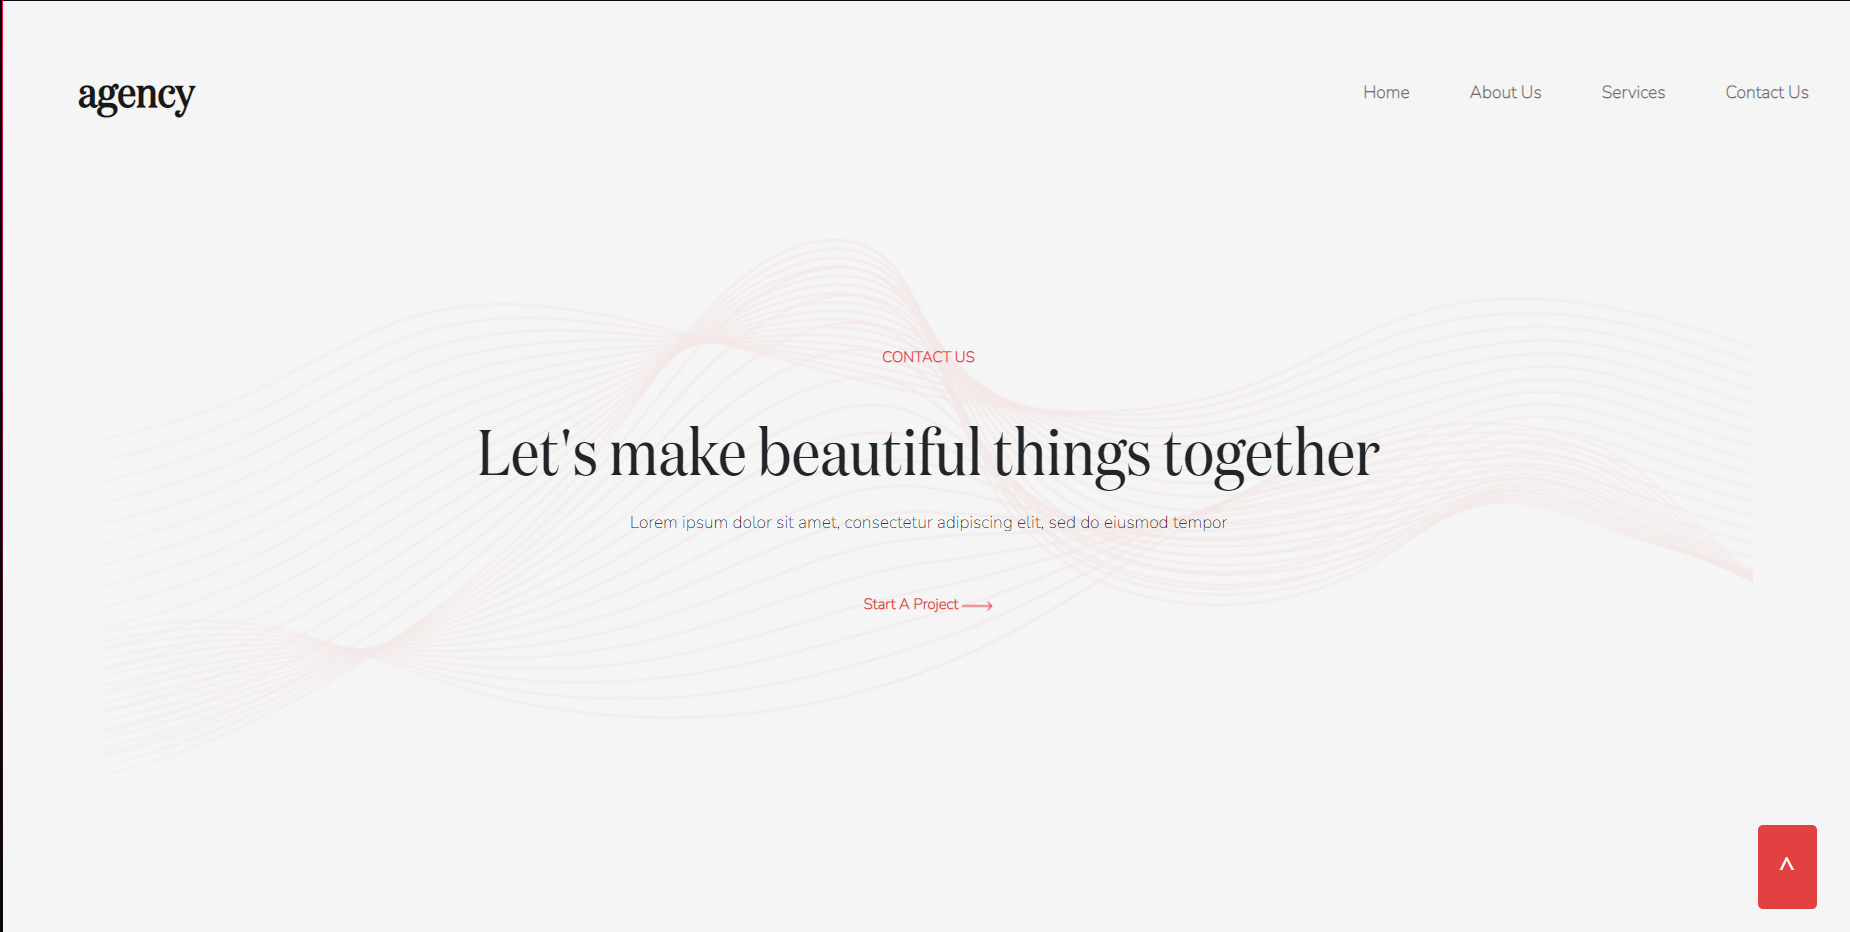 agency
Home About Us Services Contact Us
CONTACT US
Let's make beautiful things together
Lorem ipsum dolor sit amet, consectetur adipiscing elit, sed do eiusmod tempor
Start A Project